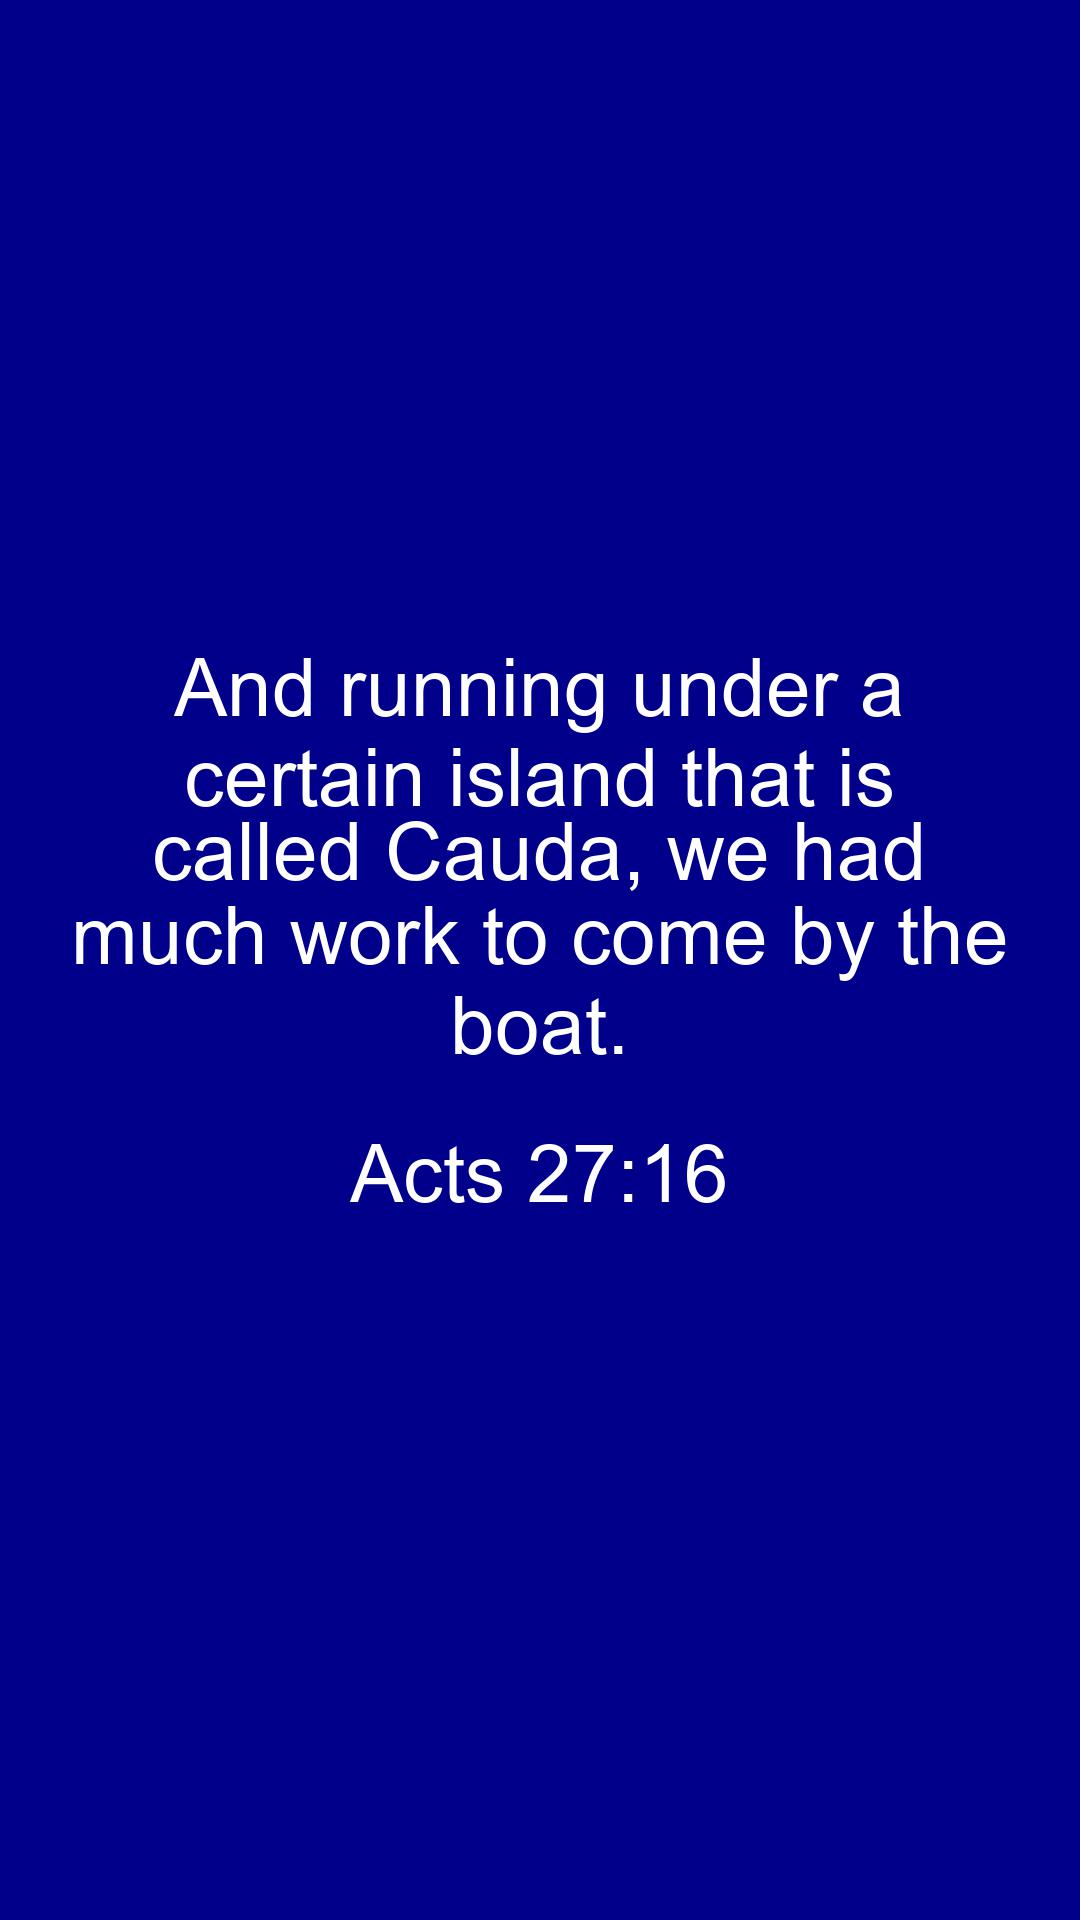 And running under a
certain island that is
called Cauda, we had
much work to come by the
boat.
Acts 27:16